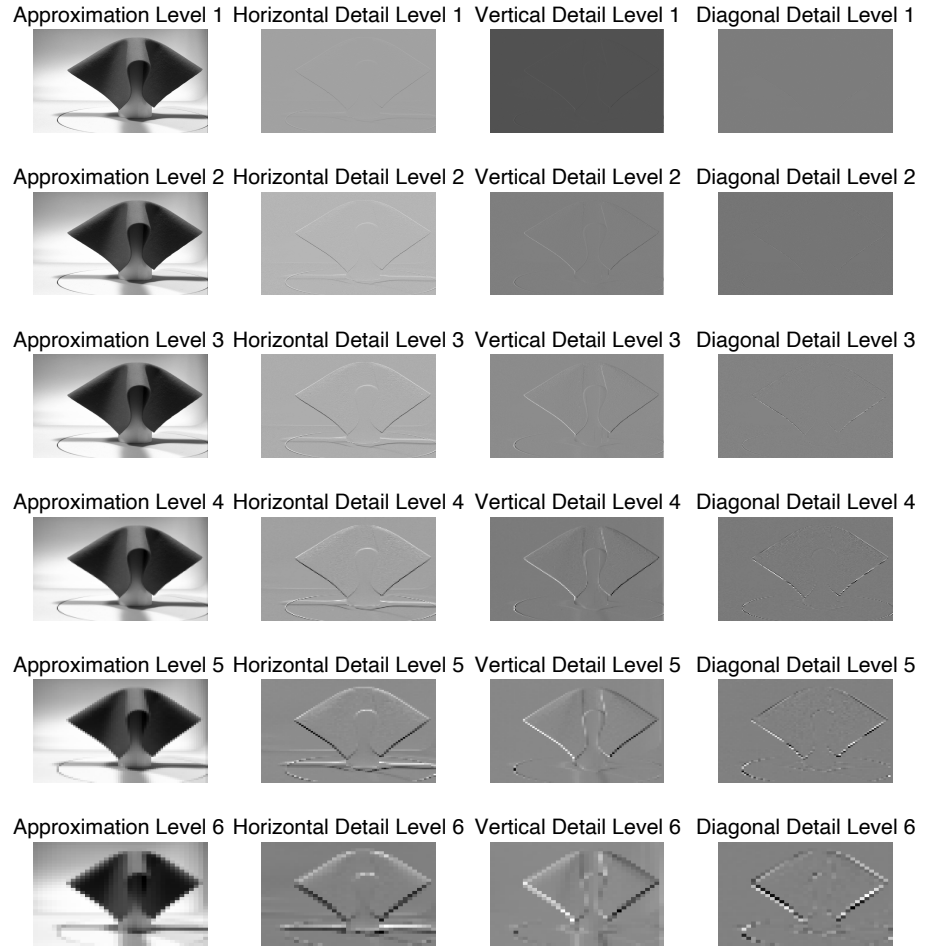 Approximation Level 1 Horizontal Detail Level 1 Vertical Detail Level 1 Diagonal Detail Level 1
Approximation Level 2 Horizontal Detail Level 2 Vertical Detail Level 2 Diagonal Detail Level 2
Approximation Level 3 Horizontal Detail Level 3 Vertical Detail Level 3 Diagonal Detail Level 3
Approximation Level 4 Horizontal Detail Level 4 Vertical Detail Level 4 Diagonal Detail Level 4
Approximation Level 5 Horizontal Detail Level 5 Vertical Detail Level 5 Diagonal Detail Level 5
Approximation Level 6 Horizontal Detail Level 6 Vertical Detail Level 6 Diagonal Detail Level 6